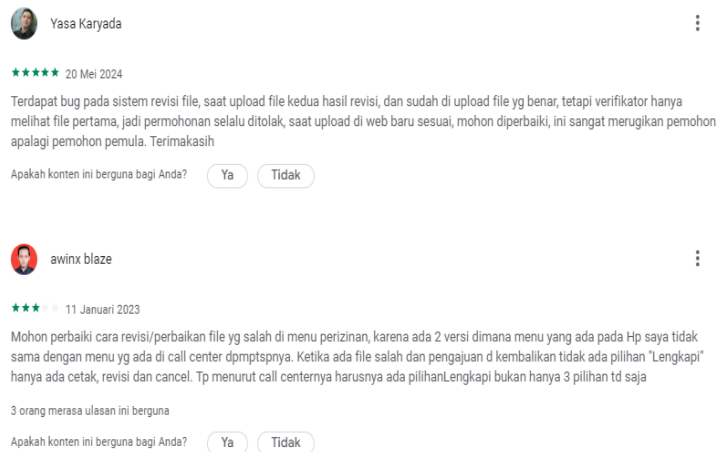 Yasa Karyada
20 Mei 2024
Terdapat bug pada sistem revisi file, saat upload file kedua hasil revisi, dan sudah di upload file yg benar, tetapi verifikator hanya
melihat file pertama, jadi permohonan selalu ditolak, saat upload di web baru sesuai, mohon diperbaiki, ini sangat merugikan pemohon
apalagi pemohon pemula. Terimakasih
Apakah konten ini berguna bagi Anda? Ya Tidak
awinx blaze
11 Januari 2023
Mohon perbaiki cara revisi/perbaikan file yg salah di menu perizinan, karena ada 2 versi dimana menu yang ada pada Hp saya tidak
sama dengan menu yg ada di call center dpmptspnya. Ketika ada file salah dan pengajuan d kembalikan tidak ada pilihan "Lengkapi"
hanya ada cetak, revisi dan cancel. Tp menurut call centernya harusnya ada pilihanLengkapi bukan hanya 3 pilihan td saja
3 orang merasa ulasan ini berguna
Apakah konten ini berguna bagi Anda? Ya Tidak